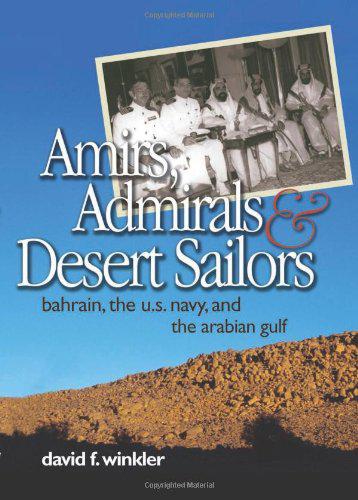 Amirs,
Admirals &
Desert Sailors
bahrain, the u.s. navy, and
the arabian gulf
david f. winkler